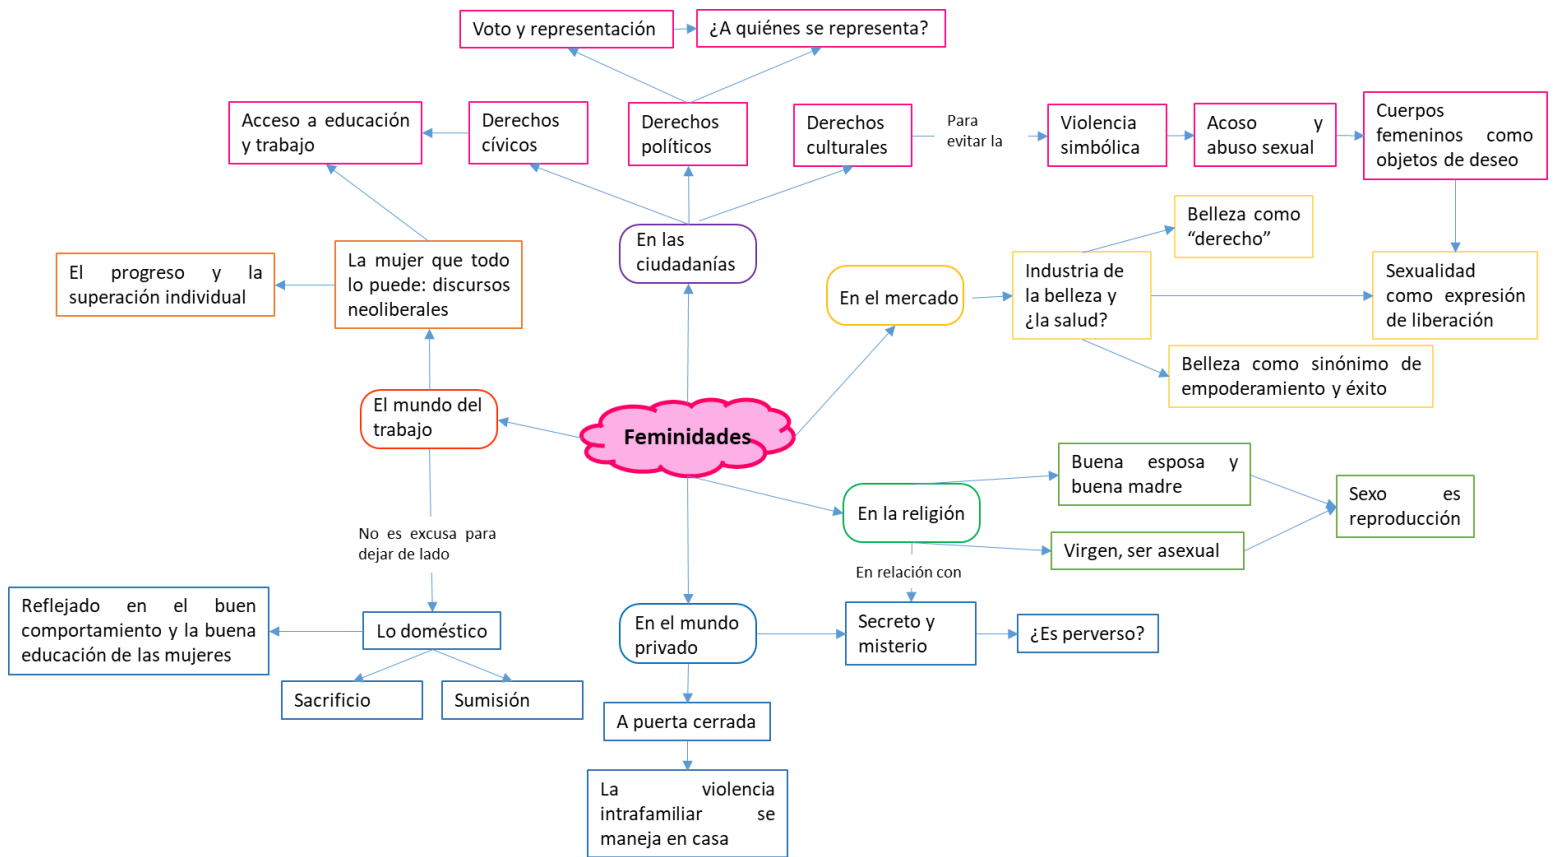 Voto y representación
¿A quiénes se representa?
Acceso a educación
y trabajo
Derechos
cívicos
Derechos
políticos
Derechos
culturales
Para
evitar la
Violencia
simbólica
Acoso y
abuso sexual
Cuerpos
femeninos como
objetos de deseo
En las
ciudadanías
Belleza como
“derecho”
El progreso y la
superación individual
La mujer que todo
lo puede: discursos
neoliberales
En el mercado
Industria de
la belleza y
¿la salud?
Sexualidad
como expresión
de liberación
Belleza como sinónimo de
empoderamiento y éxito
El mundo del
trabajo
Feminidades
Buena esposa y
buena madre
En la religión
Sexo es
reproducción
Virgen, ser asexual
No es excusa para
dejar de lado
En relación con
Reflejado en el buen
comportamiento y la buena
educación de las mujeres
Lo doméstico
En el mundo
privado
Secreto y
misterio
¿Es perverso?
Sacrificio
Sumisión
A puerta cerrada
La violencia
intrafamiliar se
maneja en casa